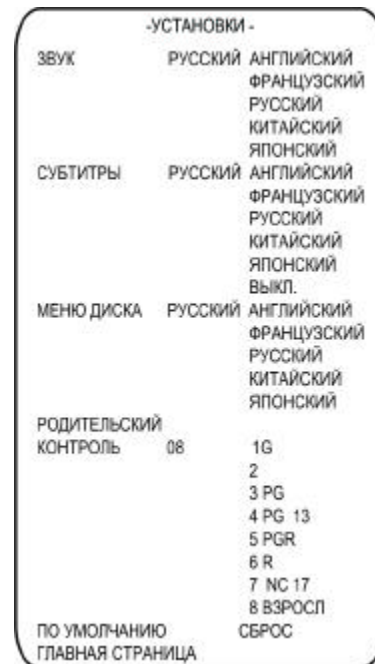 -УСТАНОВКИ -
ЗВУК РУССКИЙ АНГЛИЙСКИЙ
ФРАНЦУЗСКИЙ
РУССКИЙ
КИТАЙСКИЙ
ЯПОНСКИЙ
СУБТИТРЫ РУССКИЙ АНГЛИЙСКИЙ
ФРАНЦУЗСКИЙ
РУССКИЙ
КИТАЙСКИЙ
ЯПОНСКИЙ
ВЫКЛ.
МЕНЮ ДИСКА РУССКИЙ АНГЛИЙСКИЙ
ФРАНЦУЗСКИЙ
РУССКИЙ
КИТАЙСКИЙ
ЯПОНСКИЙ
РОДИТЕЛЬСКИЙ
КОНТРОЛЬ 08 1G
2
3 PG
4 PG 13
5 PGR
6 R
7 NC 17
8 ВЗРОСЛ
ПО УМОЛЧАНИЮ СБРОС
ГЛАВНАЯ СТРАНИЦА